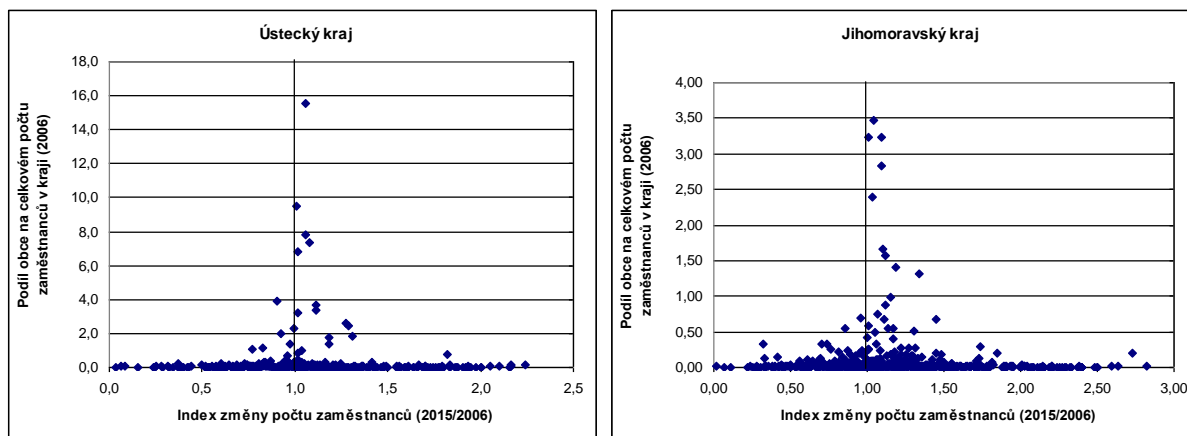 Ústecký kraj
18,0
16,0
14,0
12,0
10,0
8,0
6,0
4,0
2,0
0,0
Podíl obce na celkovém počtu
zaměstnanců v kraji (2006)
0,0 0,5 1,0 1,5 2,0 2,5
Index změny počtu zaměstnanců (2015/2006)
Jihomoravský kraj
4,00
3,50
3,00
2,50
2,00
1,50
1,00
0,50
0,00
Podíl obce na celkovém počtu
zaměstnanců v kraji (2006)
0,00 0,50 1,00 1,50 2,00 2,50 3,00
Index změny počtu zaměstnanců (2015/2006)